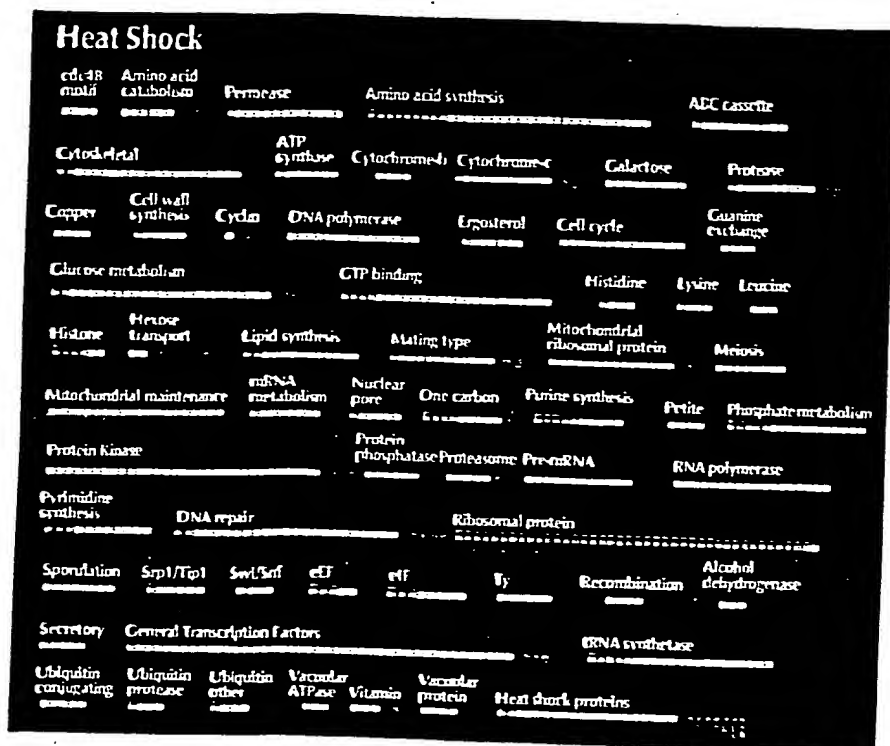 Heat Shock
cdc48 motif
Amino acid catabolism
Permease
Amino acid synthesis
ABC cassette
Cytoskeletal
ATP synthase
Cytochrome-b
Cytochrome-c
Galactose
Protease
Copper
Cell wall synthesis
Cyclin
DNA polymerase
Ergosterol
Cell cycle
Guanine exchange
Glucose metabolism
GTP binding
Histidine
Lysine
Leucine
Histone
Hexose transport
Lipid synthesis
Mating type
Mitochondrial ribosomal protein
Meiosis
Mitochondrial maintenance
mRNA metabolism
Nuclear pore
One carbon
Purine synthesis
Petite
Phosphate metabolism
Protein Kinase
Protein phosphatase
Proteasome
Pre-mRNA
RNA polymerase
Pyrimidine synthesis
DNA repair
Ribosomal protein
Sporulation
Srp1/Tip1
Swi/Snf
eEF
eIF
Ty
Recombination
Alcohol dehydrogenase
Secretory
General Transcription Factors
tRNA synthetase
Ubiquitin conjugating
Ubiquitin protease
Ubiquitin other
Vacuolar ATPase
Vitamin
Vacuolar protein
Heat shock proteins